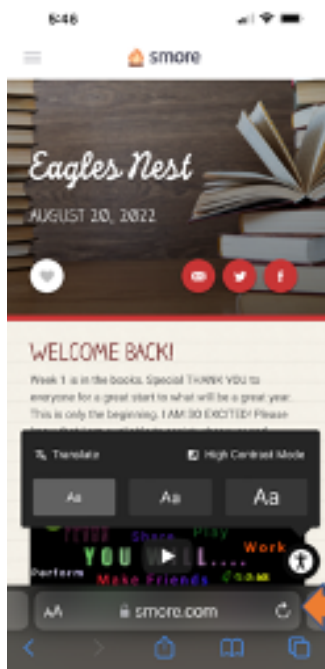 5:46
smore
Eagles Nest
AUGUST 20, 2022
WELCOME BACK!
Week 1 is in the books. Special THANK YOU to
everyone for a great start to what will be a great year.
This is only the beginning. I AM SO EXCITED! Please
Translate
High Contrast Mode
Aa
Aa
Aa
Share
Play
YOU
Work
Perform
Make Friends
AA
smore.com